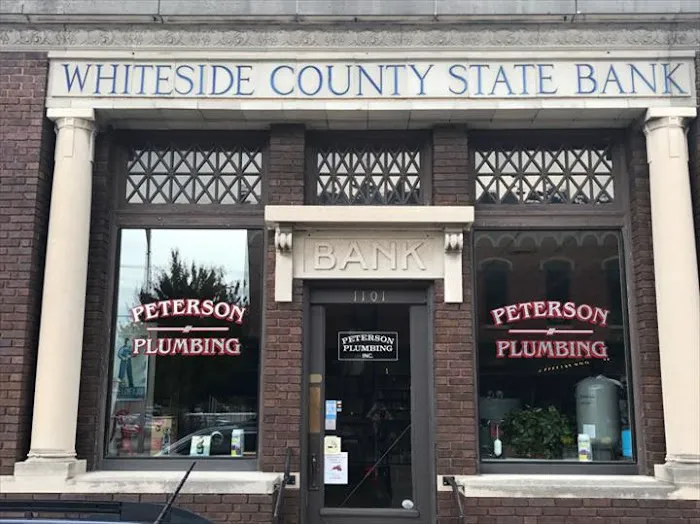 WHITESIDE COUNTY STATE BANK
BANK
1101
PETERSON
PLUMBING
PETERSON
PLUMBING
INC.
PETERSON
PLUMBING